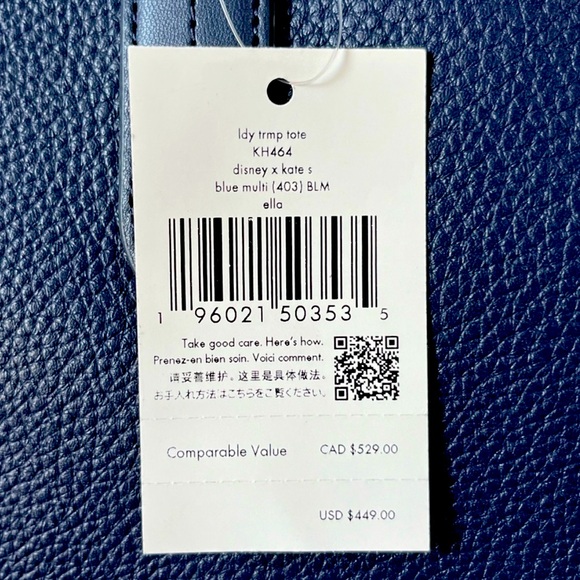 ldy trmp tote
KH464
disney x kate s
blue multi (403) BLM
ella
1 96021 50353 5
Take good care. Here's how.
Prenez-en bien soin. Voici comment.
请妥善维护。这里是具体做法。
お手入れ方法はこちらをご覧ください。
Comparable Value CAD $529.00
USD $449.00